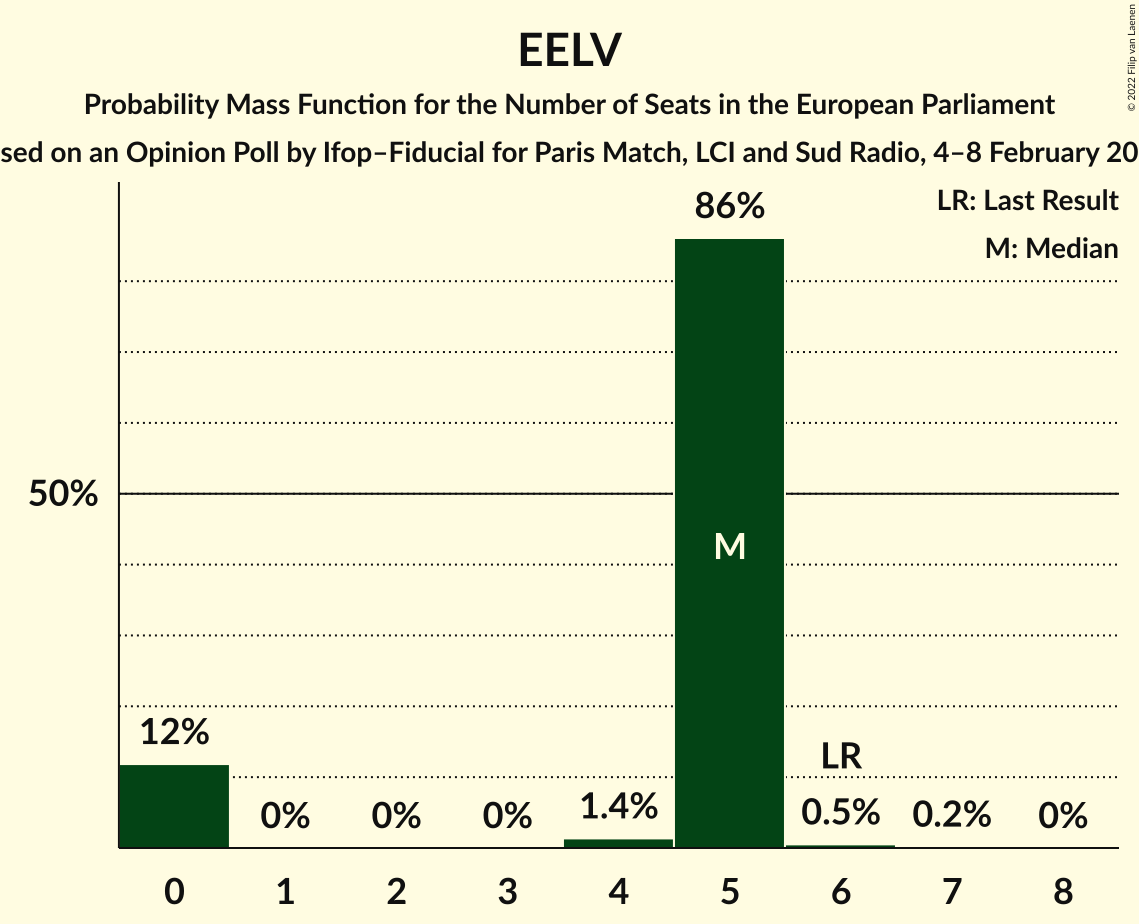 EELV
Probability Mass Function for the Number of Seats in the European Parliament
sed on an Opinion Poll by Ifop–Fiducial for Paris Match, LCI and Sud Radio, 4–8 February 20
© 2022 Filip van Laenen
LR: Last Result
M: Median
86%
50%
M
12%
0%
0%
0%
1.4%
LR
0.5%
0.2%
0%
0 1 2 3 4 5 6 7 8